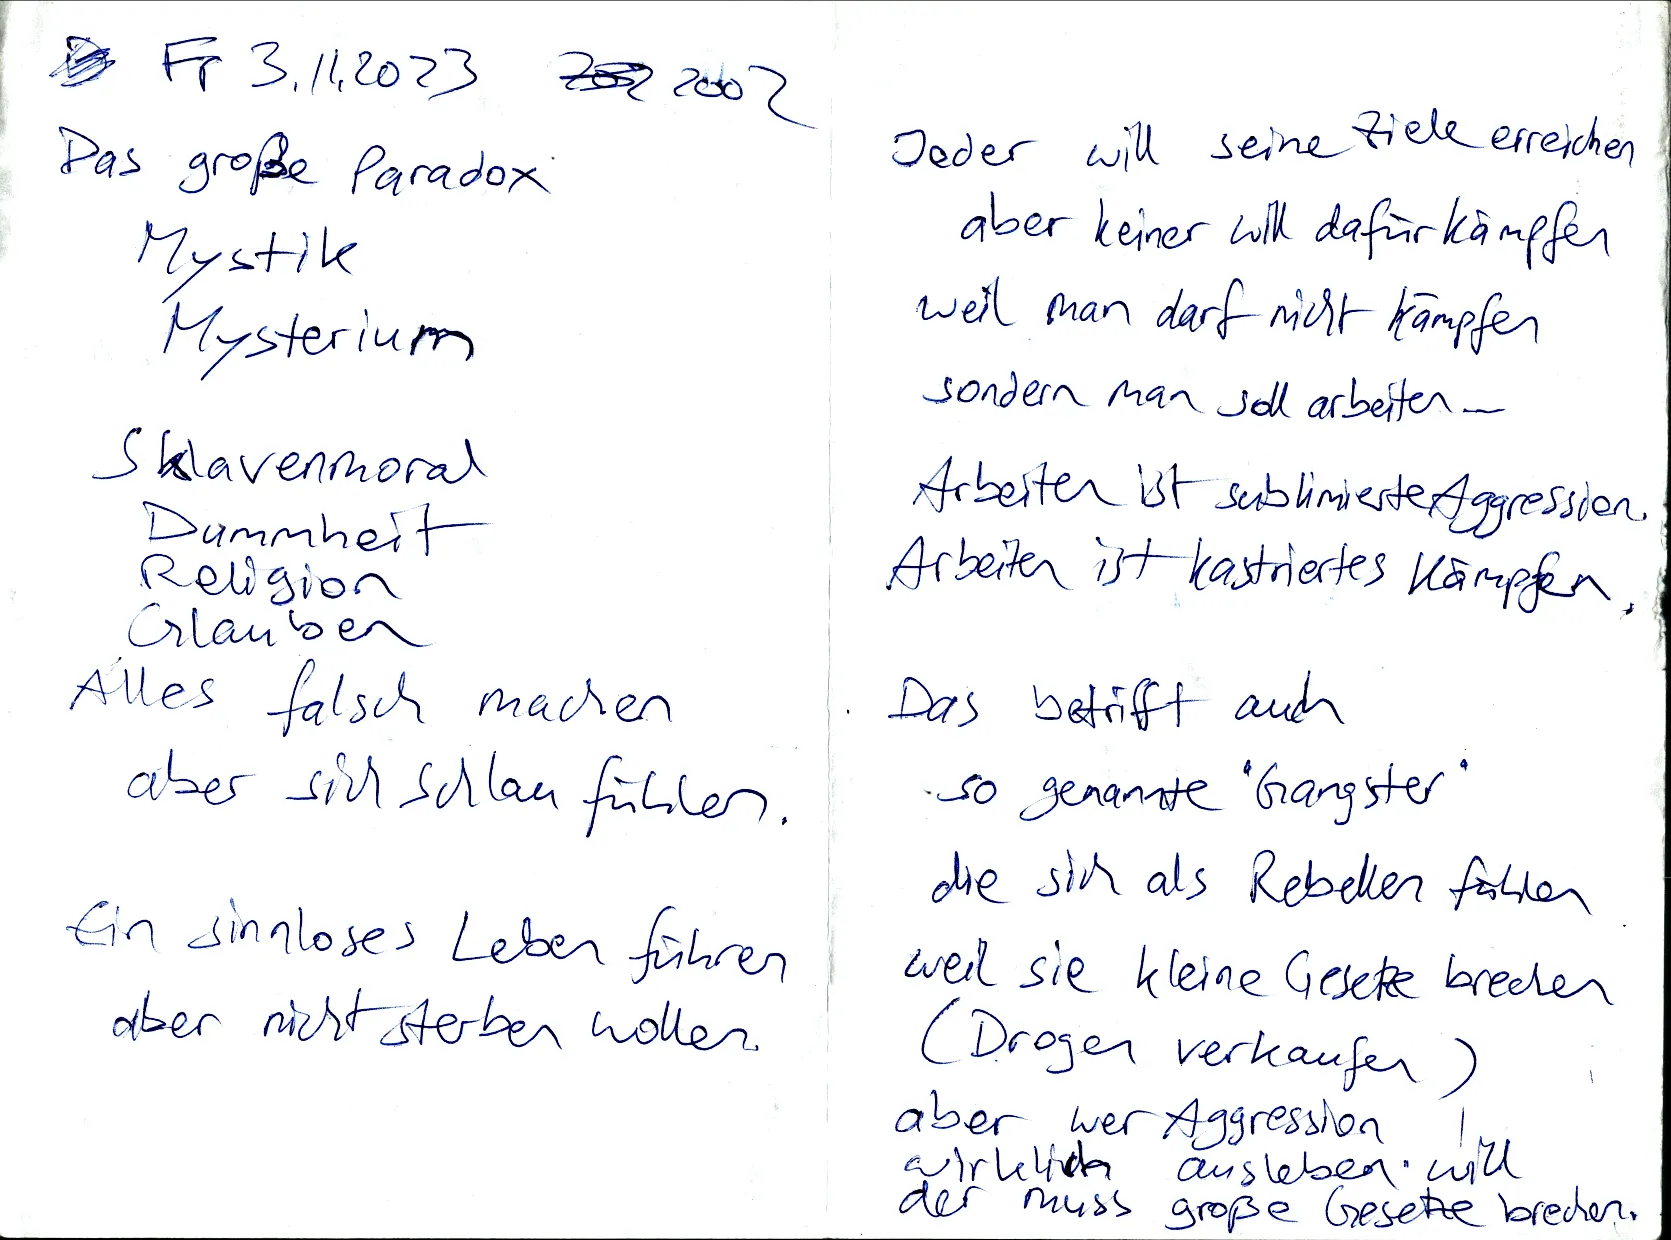 Fr 3.11.2023 2002
Das große Paradox
Mystik
Mysterium
Sklavenmoral
Dummheit
Religion
Glauben
Alles falsch machen
aber sich schlau fühlen.
Ein sinnloses Leben führen
aber nicht sterben wollen.
Jeder will seine Ziele erreichen
aber keiner will dafür kämpfen
weil man darf nicht kämpfen
sondern man soll arbeiten —
Arbeiten ist sublimierte Aggression.
Arbeiten ist kastriertes Kämpfen.
Das betrifft auch
so genannte "Gangster"
die sich als Rebellen fühlen
weil sie kleine Gesetze brechen
(Drogen verkaufen)
aber wer Aggression
wirklich ausleben will
der muss große Gesetze brechen.